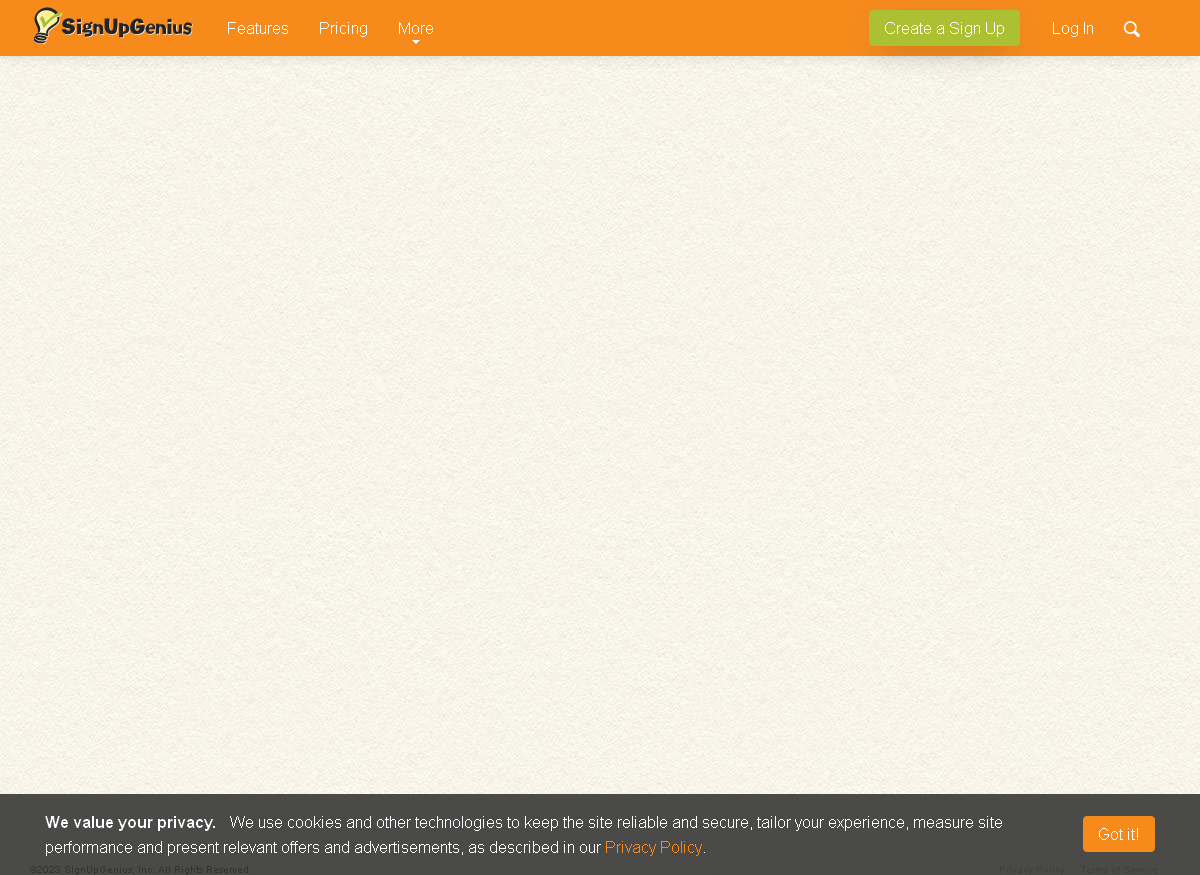 SignUpGenius Features Pricing More Create a Sign Up Log In
We value your privacy. We use cookies and other technologies to keep the site reliable and secure, tailor your experience, measure site
performance and present relevant offers and advertisements, as described in our Privacy Policy.
Got it!
©2023 SignUpGenius, Inc. All Rights Reserved Privacy Policy Terms of Service